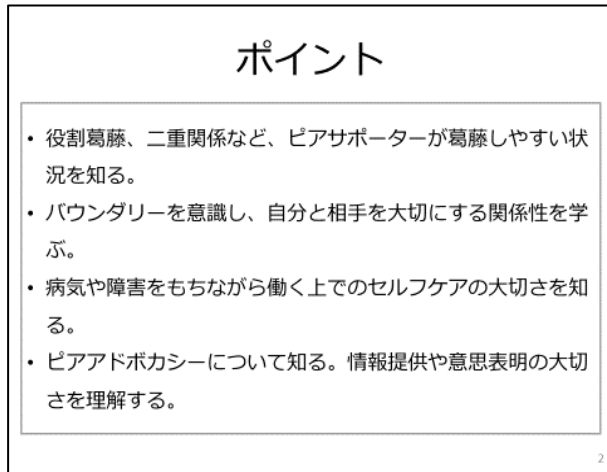 ポイント
• 役割葛藤、二重関係など、ピアサポーターが葛藤しやすい状
況を知る。
• バウンダリーを意識し、自分と相手を大切にする関係性を学
ぶ。
• 病気や障害をもちながら働く上でのセルフケアの大切さを知
る。
• ピアアドボカシーについて知る。情報提供や意思表明の大切
さを理解する。
2